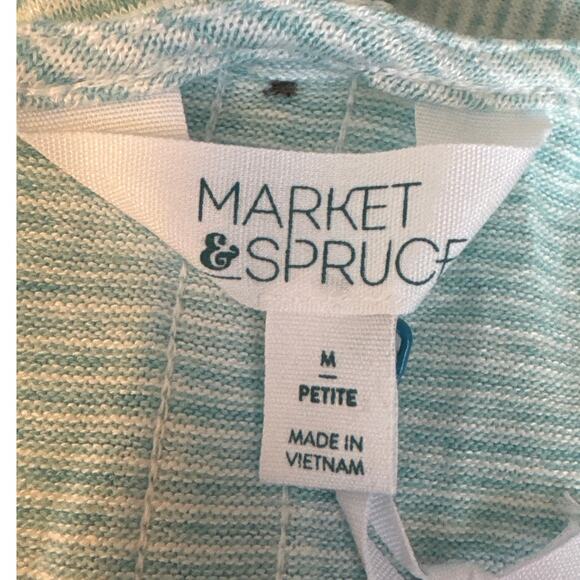 MARKET
&SPRUCE
M
PETITE
MADE IN
VIETNAM